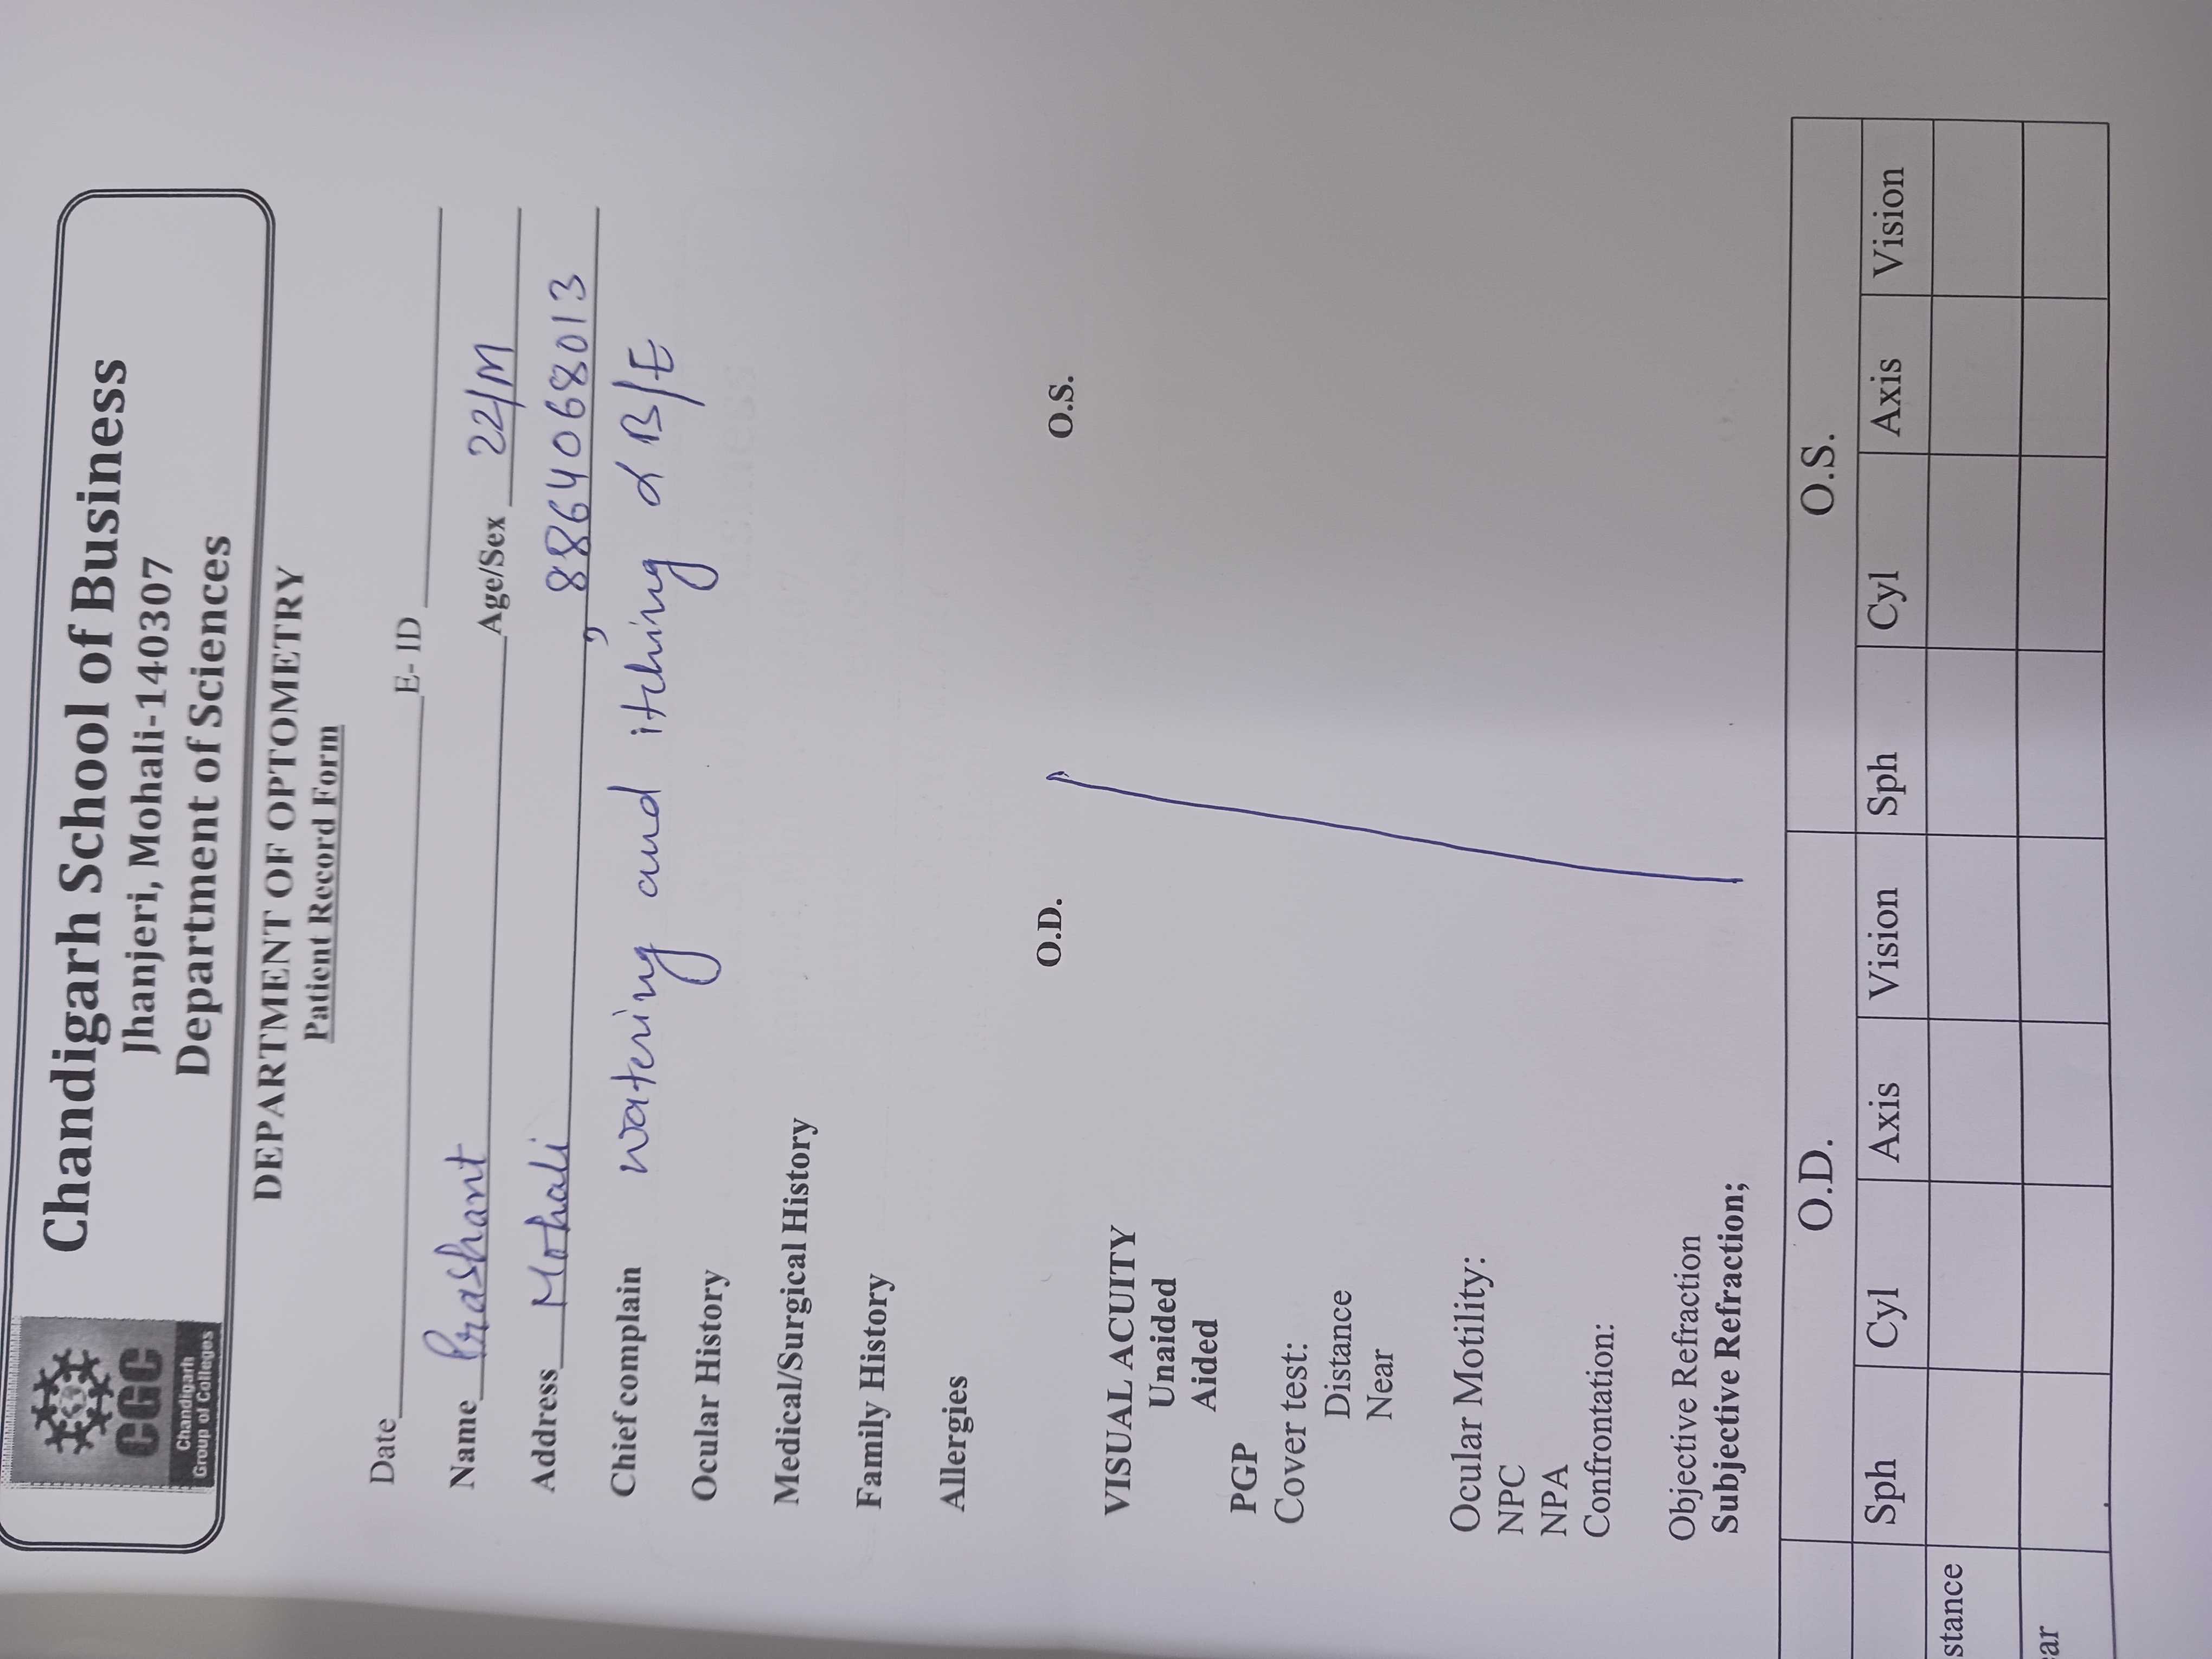 CGC
Chandigarh
Group of Colleges
Chandigarh School of Business
Jhanjeri, Mohali-140307
Department of Sciences
DEPARTMENT OF OPTOMETRY
Patient Record Form
Date E- ID
Name Prashant Age/Sex 22/M
Address Mohali , 8864068013
Chief complain watering and itching B/E
Ocular History
Medical/Surgical History
Family History
Allergies
O.D. O.S.
VISUAL ACUITY
Unaided
Aided
PGP
Cover test:
Distance
Near
Ocular Motility:
NPC
NPA
Confrontation:
Objective Refraction
Subjective Refraction;
O.D. O.S.
Sph Cyl Axis Vision Sph Cyl Axis Vision
stance
ear